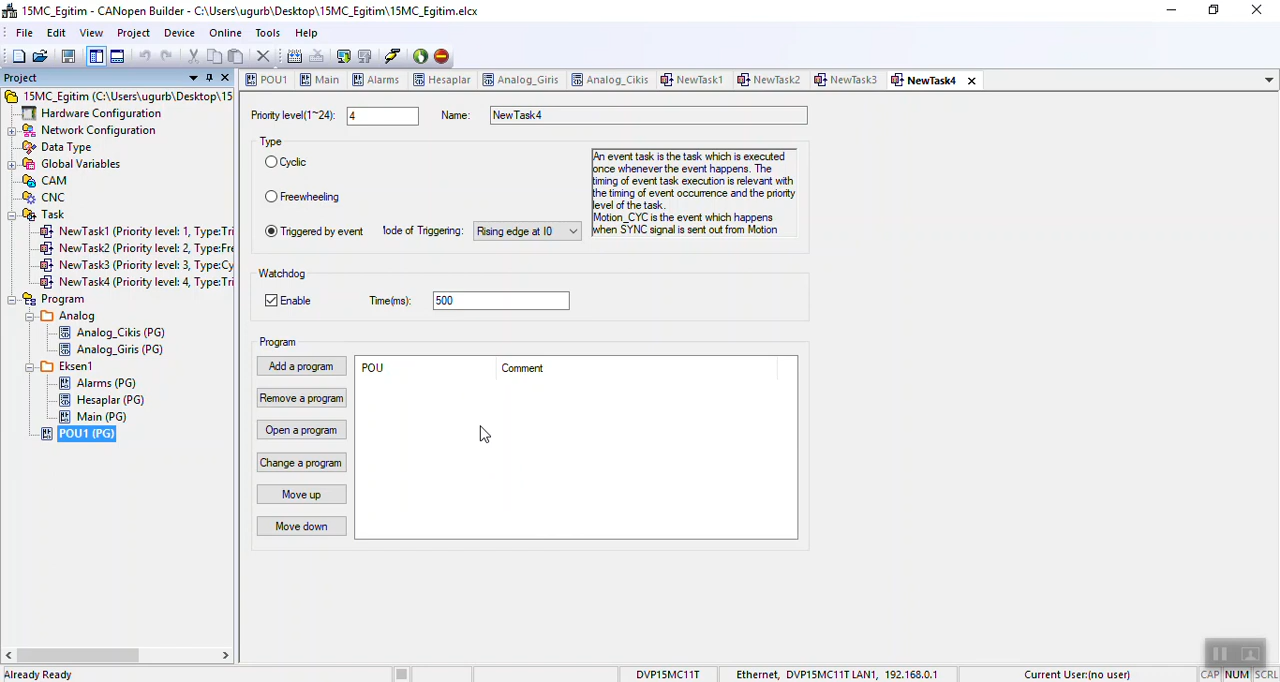 15MC_Egitim - CANopen Builder - C:\Users\ugurb\Desktop\15MC_Egitim\15MC_Egitim.elcx
File Edit View Project Device Online Tools Help
Project
POU1 Main Alarms Hesaplar Analog_Giris Analog_Cikis NewTask1 NewTask2 NewTask3 NewTask4
15MC_Egitim (C:\Users\ugurb\Desktop\15
Hardware Configuration
Network Configuration
Data Type
Global Variables
CAM
CNC
Task
NewTask1 (Priority level: 1, Type:Tri
NewTask2 (Priority level: 2, Type:Fre
NewTask3 (Priority level: 3, Type:Cy
NewTask4 (Priority level: 4, Type:Tri
Program
Analog
Analog_Cikis (PG)
Analog_Giris (PG)
Eksen1
Alarms (PG)
Hesaplar (PG)
Main (PG)
POU1 (PG)
Priority level(1~24): 4 Name: NewTask4
Type
Cyclic
Freewheeling
Triggered by event ode of Triggering: Rising edge at I0
An event task is the task which is executed
once whenever the event happens. The
timing of event task execution is relevant with
the timing of event occurrence and the priority
level of the task.
Motion_CYC is the event which happens
when SYNC signal is sent out from Motion
Watchdog
Enable Time(ms): 500
Program
Add a program
Remove a program
Open a program
Change a program
Move up
Move down
POU Comment
Already Ready DVP15MC11T Ethernet, DVP15MC11T LAN1, 192.168.0.1 Current User:(no user) CAP NUM SCRL